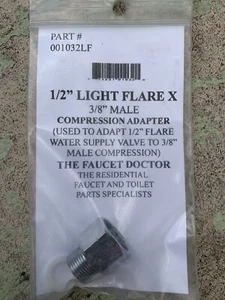 PART #
001032LF
1/2" LIGHT FLARE X
3/8" MALE
COMPRESSION ADAPTER
(USED TO ADAPT 1/2" FLARE
WATER SUPPLY VALVE TO 3/8"
MALE COMPRESSION)
THE FAUCET DOCTOR
THE RESIDENTIAL
FAUCET AND TOILET
PARTS SPECIALISTS